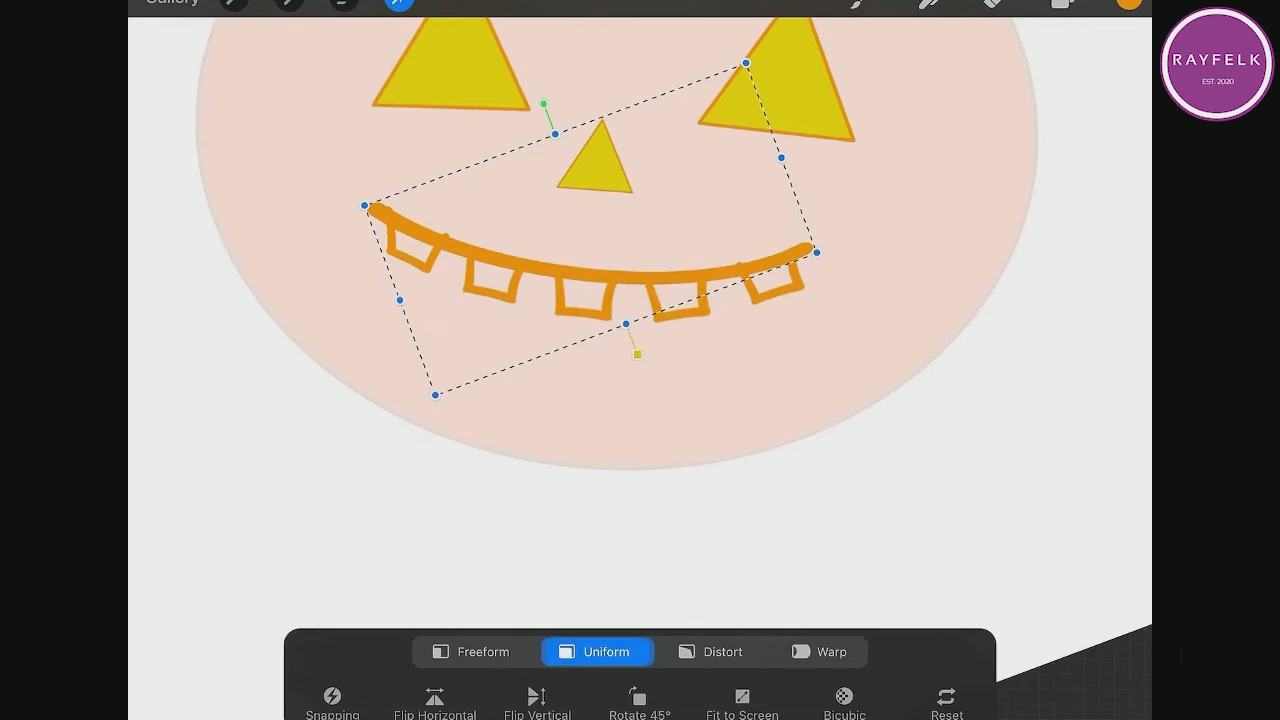 Gallery
RAYFELK
EST. 2020
Freeform
Uniform
Distort
Warp
Snapping
Flip Horizontal
Flip Vertical
Rotate 45°
Fit to Screen
Bicubic
Reset